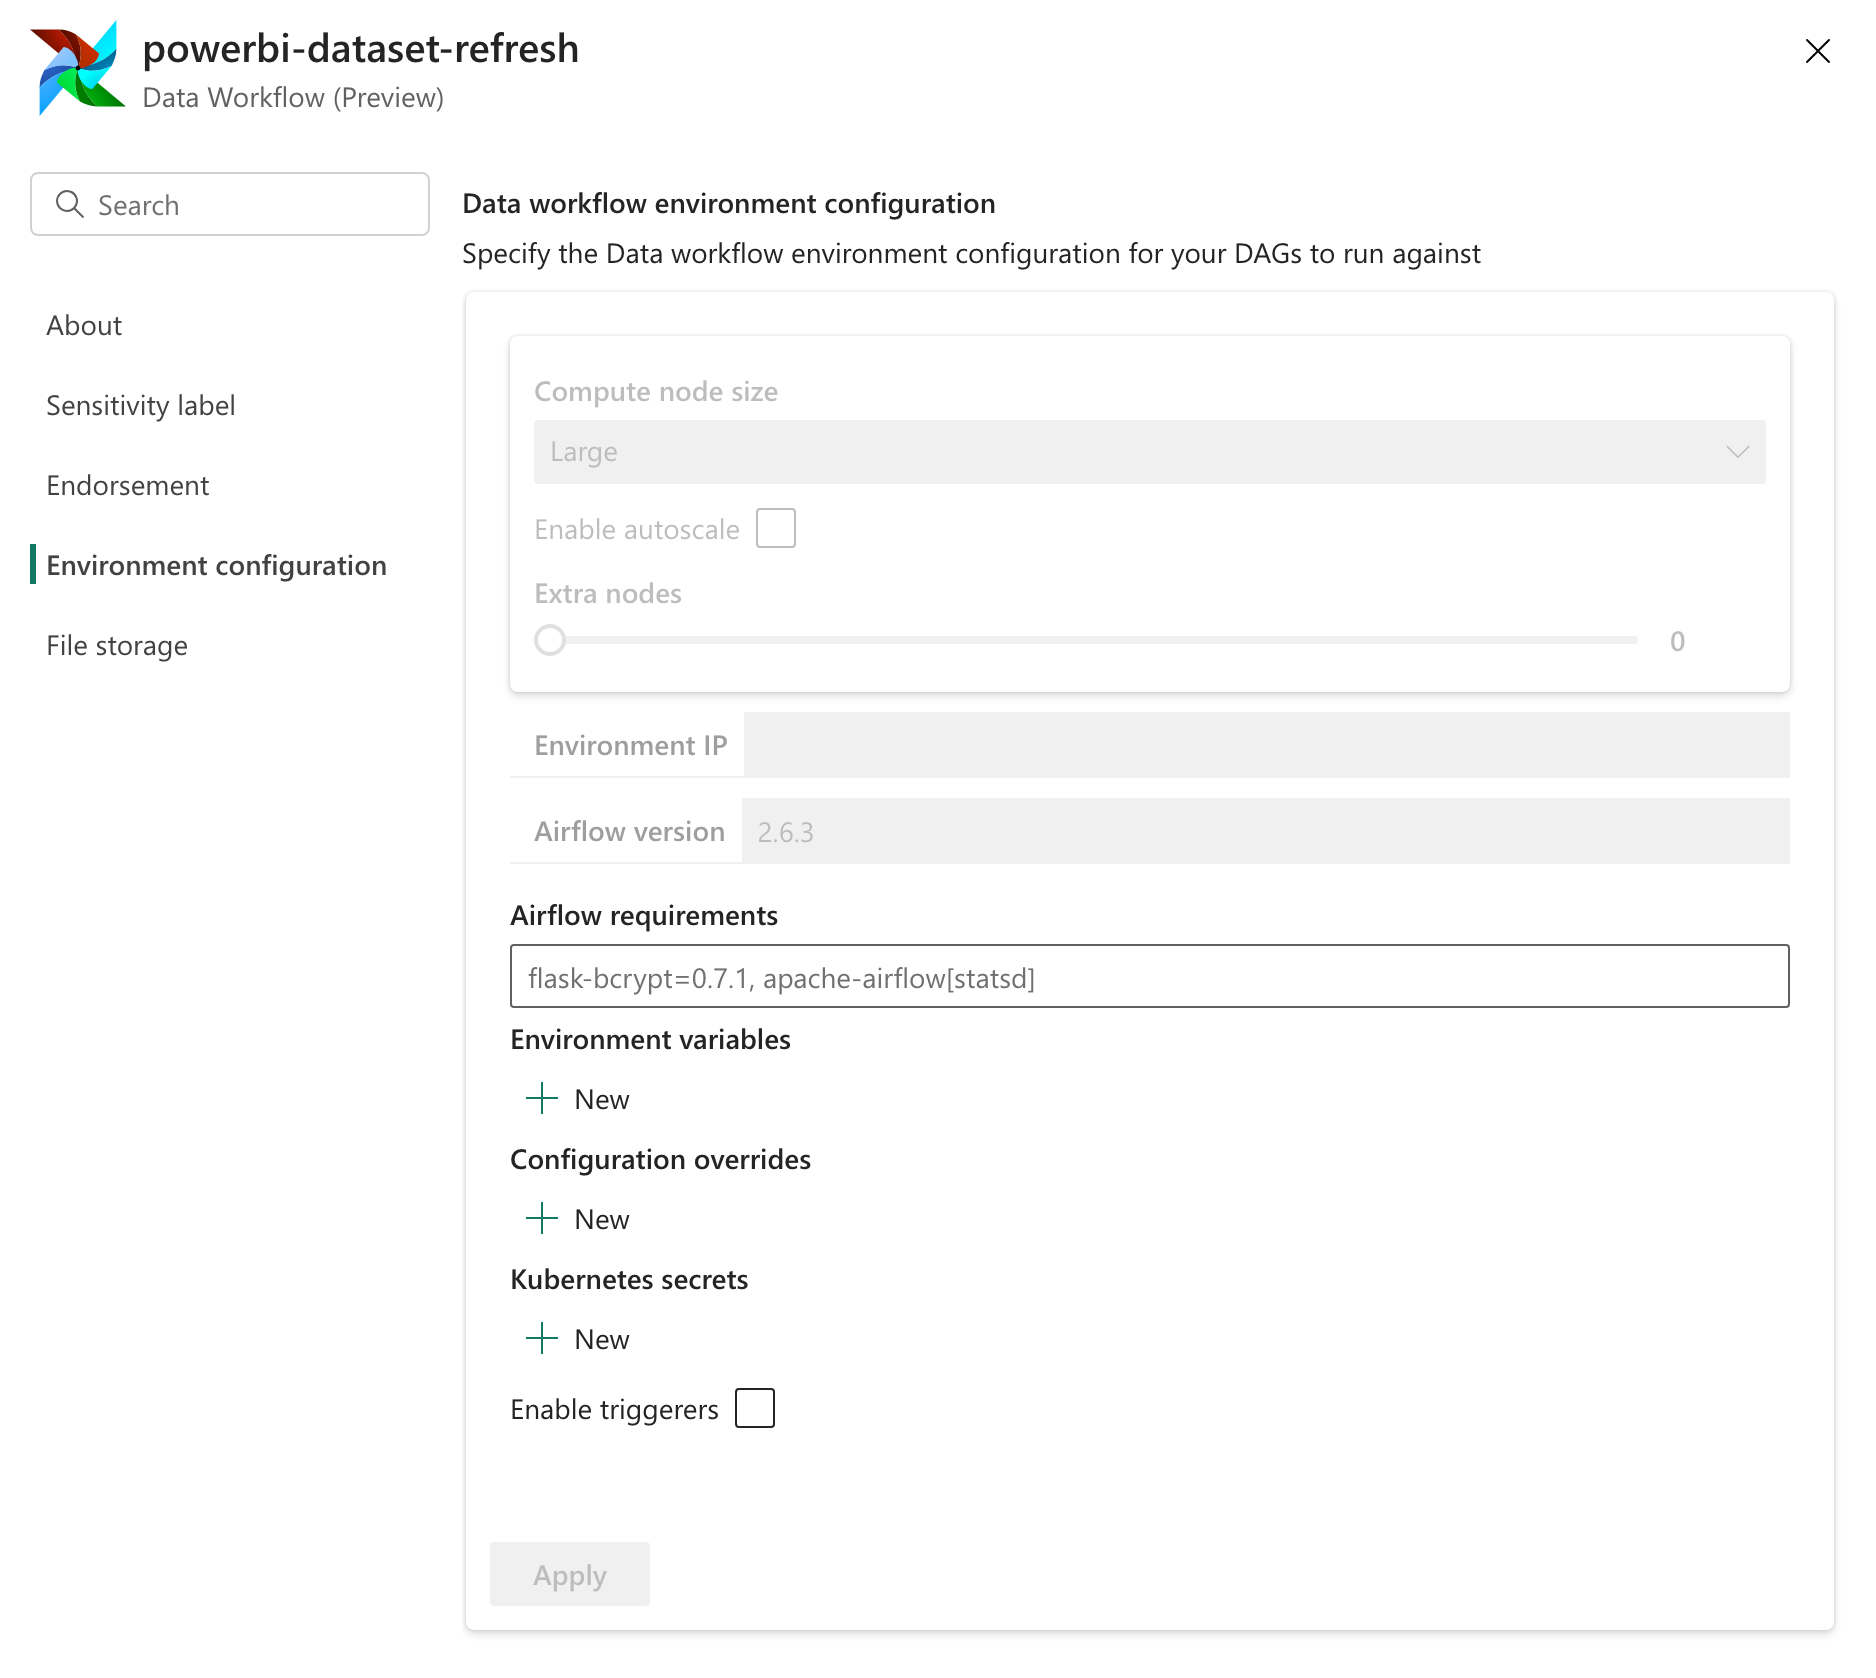 powerbi-dataset-refresh
Data Workflow (Preview)
Search
About
Sensitivity label
Endorsement
Environment configuration
File storage
Data workflow environment configuration
Specify the Data workflow environment configuration for your DAGs to run against
Compute node size
Large
Enable autoscale
Extra nodes
0
Environment IP
Airflow version 2.6.3
Airflow requirements
flask-bcrypt=0.7.1, apache-airflow[statsd]
Environment variables
New
Configuration overrides
New
Kubernetes secrets
New
Enable triggerers
Apply